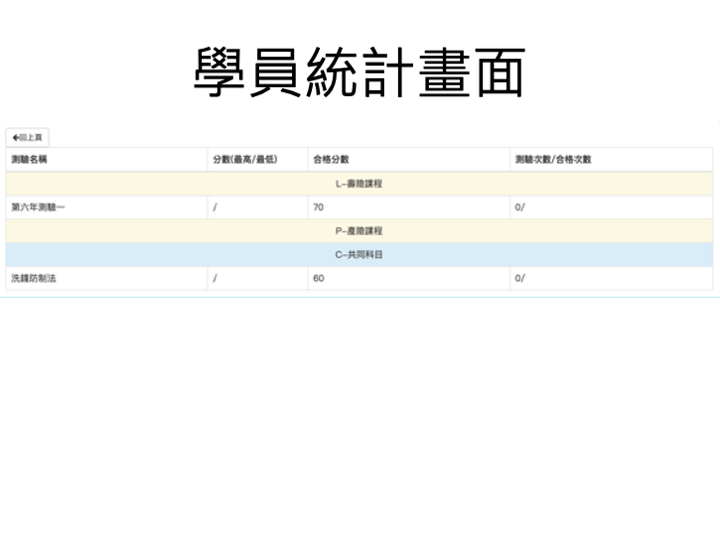 學員統計畫面
←回上頁
測驗名稱 分數(最高/最低) 合格分數 測驗次數/合格次數
L-壽險課程
第六年測驗一 / 70 0/
P-產險課程
C-共同科目
洗錢防制法 / 60 0/